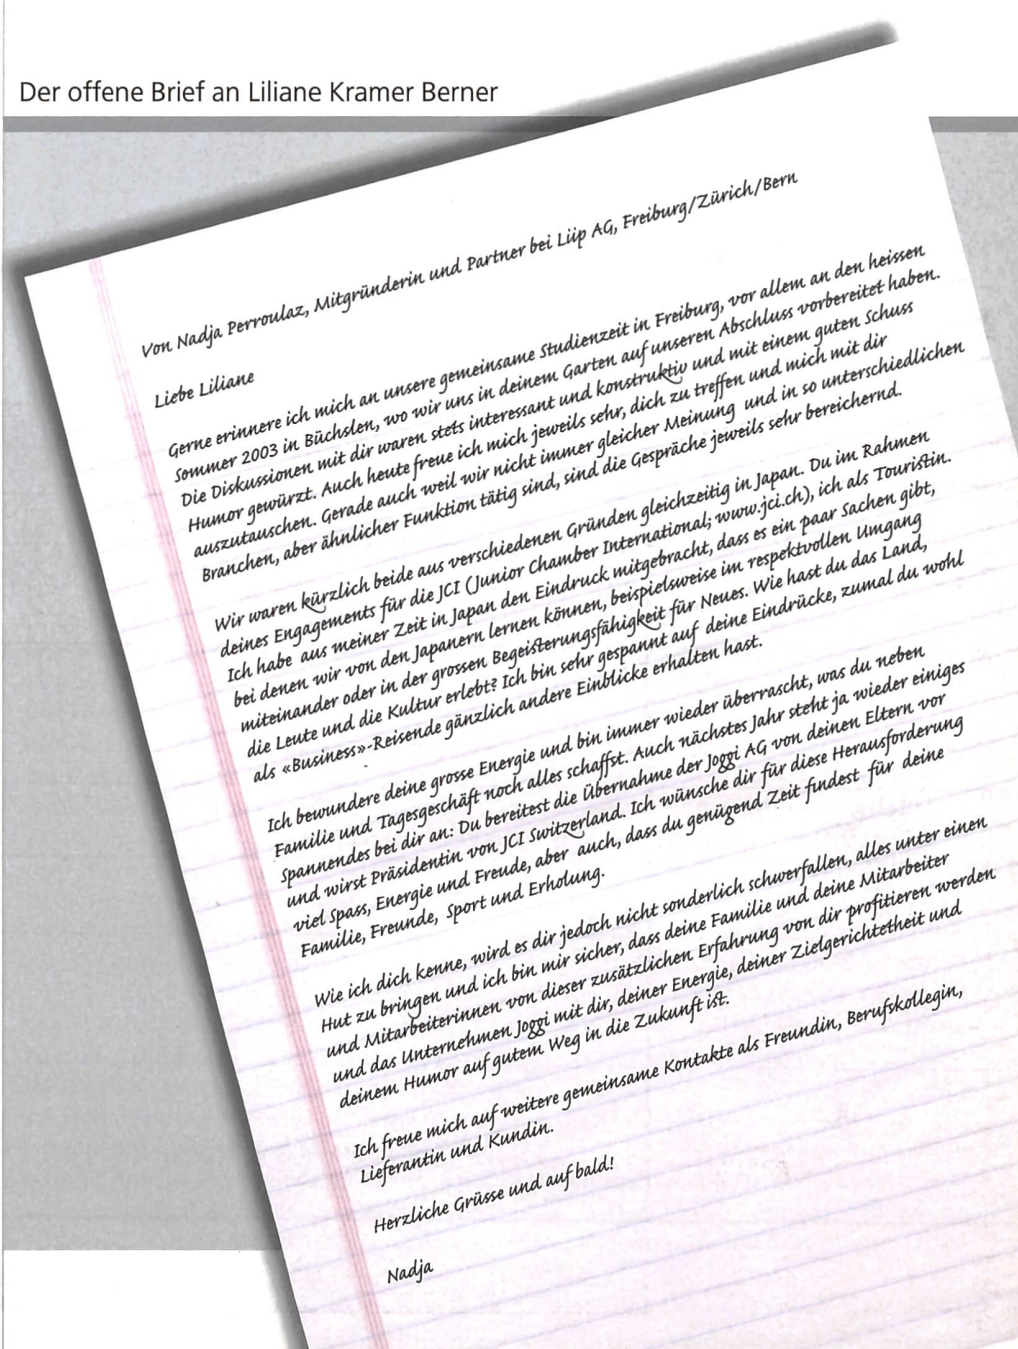 Der offene Brief an Liliane Kramer Berner
Von Nadja Perroulaz, Mitgründerin und Partner bei Liip AG, Freiburg/Zürich/Bern
Liebe Liliane
Gerne erinnere ich mich an unsere gemeinsame Studienzeit in Freiburg, vor allem an den heissen
Sommer 2003 in Büchslen, wo wir uns in deinem Garten auf unseren Abschluss vorbereitet haben.
Die Diskussionen mit dir waren stets interessant und konstruktiv und mit einem guten Schuss
Humor gewürzt. Auch heute freue ich mich jeweils sehr, dich zu treffen und mich mit dir
auszutauschen. Gerade auch weil wir nicht immer gleicher Meinung und in so unterschiedlichen
Branchen, aber ähnlicher Funktion tätig sind, sind die Gespräche jeweils sehr bereichernd.
Wir waren kürzlich beide aus verschiedenen Gründen gleichzeitig in Japan. Du im Rahmen
deines Engagements für die JCI (Junior Chamber International; www.jci.ch), ich als Touristin.
Ich habe aus meiner Zeit in Japan den Eindruck mitgebracht, dass es ein paar Sachen gibt,
bei denen wir von den Japanern lernen können, beispielsweise im respektvollen Umgang
miteinander oder in der grossen Begeisterungsfähigkeit für Neues. Wie hast du das Land,
die Leute und die Kultur erlebt? Ich bin sehr gespannt auf deine Eindrücke, zumal du wohl
als «Business»-Reisende gänzlich andere Einblicke erhalten hast.
Ich bewundere deine grosse Energie und bin immer wieder überrascht, was du neben
Familie und Tagesgeschäft noch alles schaffst. Auch nächstes Jahr steht ja wieder einiges
Spannendes bei dir an: Du bereitest die Übernahme der Joggi AG von deinen Eltern vor
und wirst Präsidentin von JCI Switzerland. Ich wünsche dir für diese Herausforderung
viel Spass, Energie und Freude, aber auch, dass du genügend Zeit findest für deine
Familie, Freunde, Sport und Erholung.
Wie ich dich kenne, wird es dir jedoch nicht sonderlich schwerfallen, alles unter einen
Hut zu bringen und ich bin mir sicher, dass deine Familie und deine Mitarbeiter
und Mitarbeiterinnen von dieser zusätzlichen Erfahrung von dir profitieren werden
und das Unternehmen Joggi mit dir, deiner Energie, deiner Zielgerichtetheit und
deinem Humor auf gutem Weg in die Zukunft ist.
Ich freue mich auf weitere gemeinsame Kontakte als Freundin, Berufskollegin,
Lieferantin und Kundin.
Herzliche Grüsse und auf bald!
Nadja